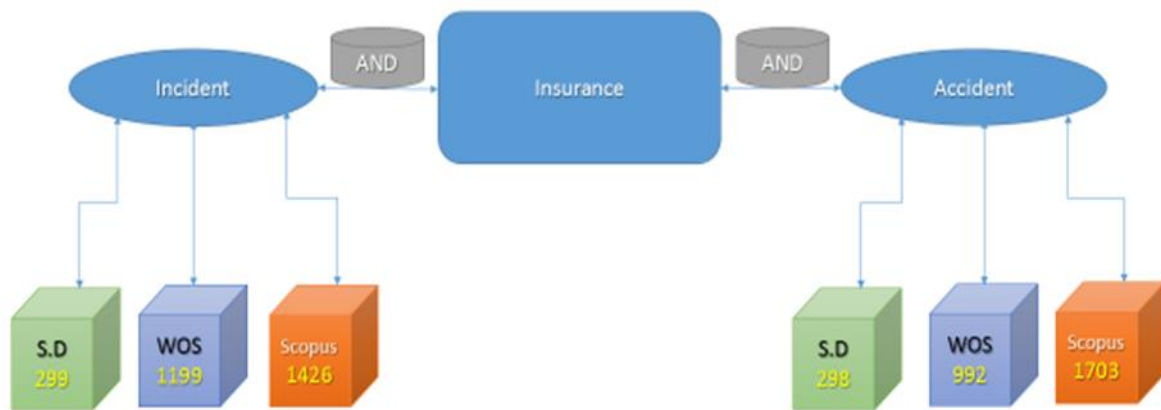 AND
AND
Incident
Insurance
Accident
S.D
299
WOS
1199
Scopus
1426
S.D
298
WOS
992
Scopus
1703